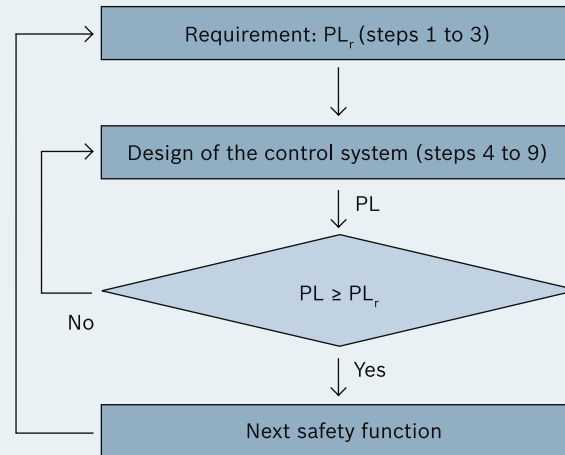 Requirement: PLr (steps 1 to 3)
Design of the control system (steps 4 to 9)
PL
PL ≥ PLr
No
Yes
Next safety function